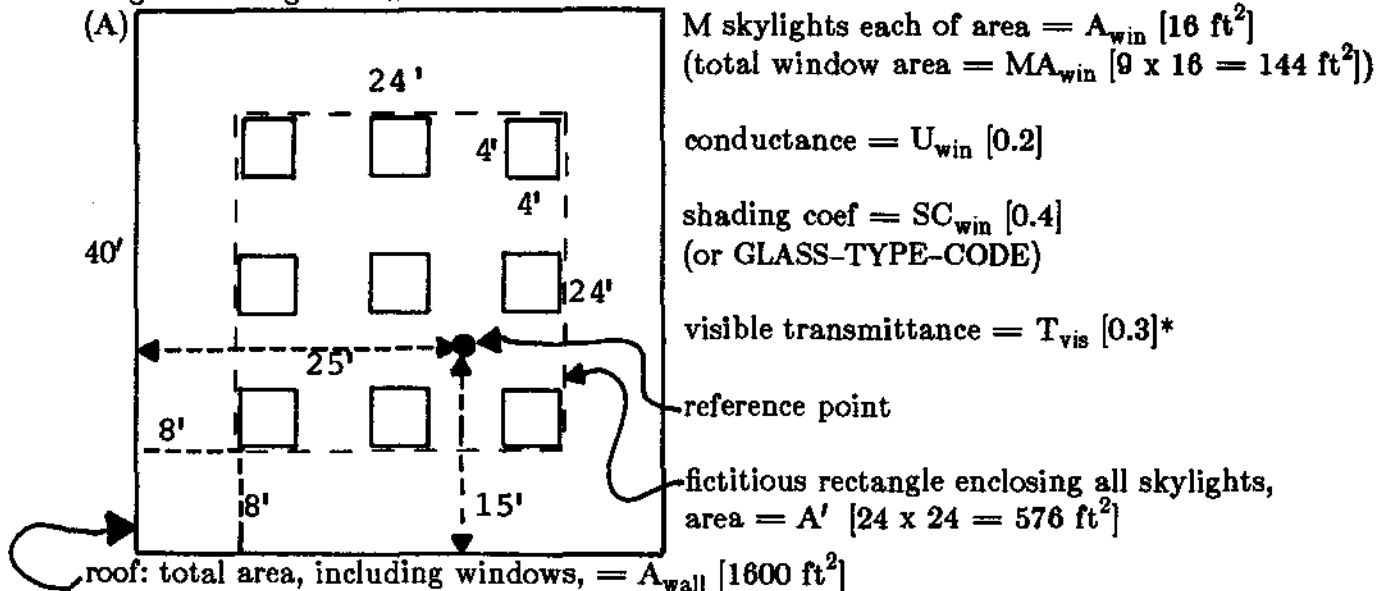 (A)
M skylights each of area = A_win [16 ft²]
(total window area = MA_win [9 x 16 = 144 ft²])
24'
conductance = U_win [0.2]
4'
4'
shading coef = SC_win [0.4]
(or GLASS-TYPE-CODE)
40'
24'
visible transmittance = T_vis [0.3]*
25'
reference point
8'
fictitious rectangle enclosing all skylights,
area = A' [24 x 24 = 576 ft²]
8'
15'
roof: total area, including windows, = A_wall [1600 ft²]